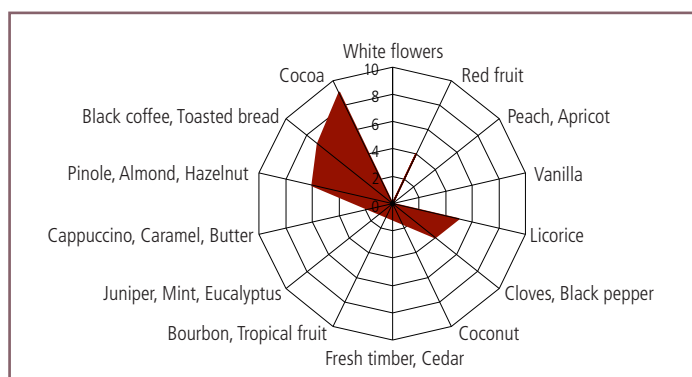 White flowers
Red fruit
Peach, Apricot
Vanilla
Licorice
Cloves, Black pepper
Coconut
Fresh timber, Cedar
Bourbon, Tropical fruit
Juniper, Mint, Eucalyptus
Cappuccino, Caramel, Butter
Pinole, Almond, Hazelnut
Black coffee, Toasted bread
Cocoa
10
8
6
4
2
0